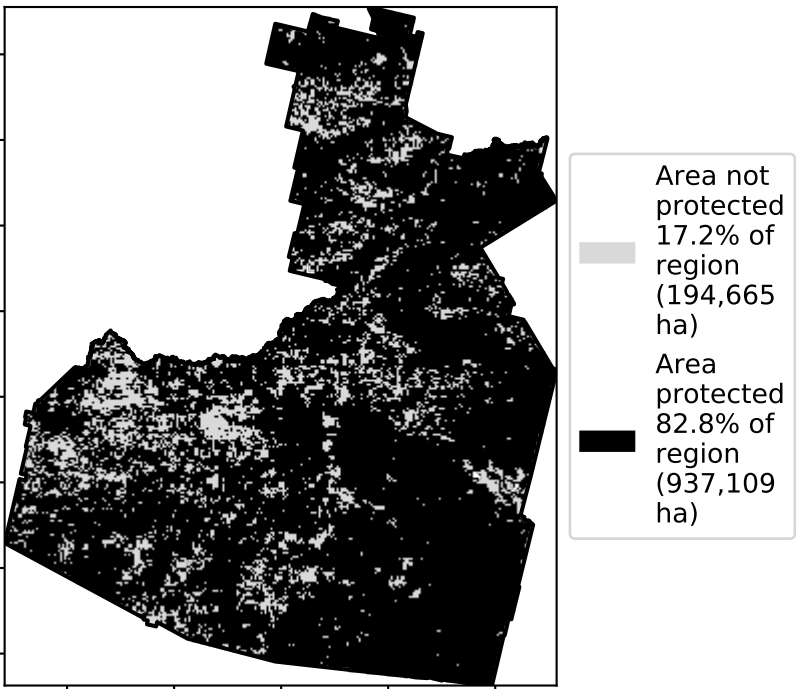 Area not
protected
17.2% of
region
(194,665
ha)
Area
protected
82.8% of
region
(937,109
ha)